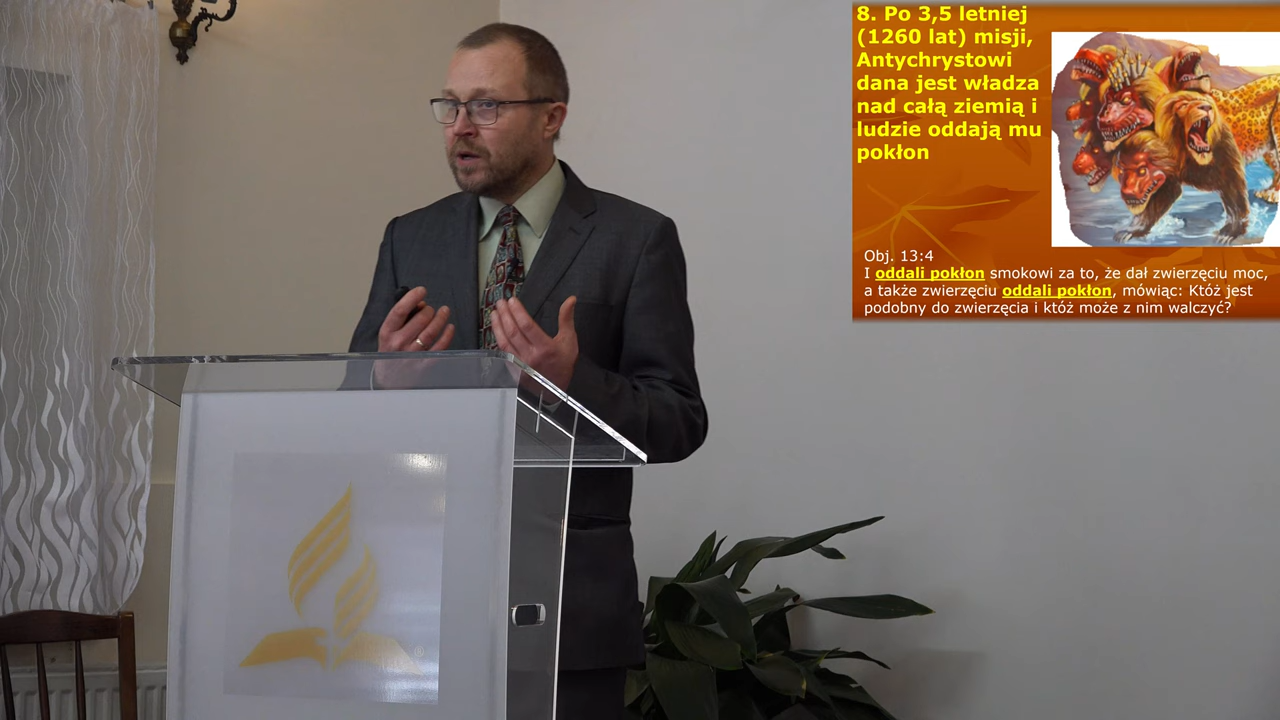 8. Po 3,5 letniej
(1260 lat) misji,
Antychrystowi
dana jest władza
nad całą ziemią i
ludzie oddają mu
pokłon
Obj. 13:4
I oddali pokłon smokowi za to, że dał zwierzęciu moc,
a także zwierzęciu oddali pokłon, mówiąc: Któż jest
podobny do zwierzęcia i któż może z nim walczyć?
®